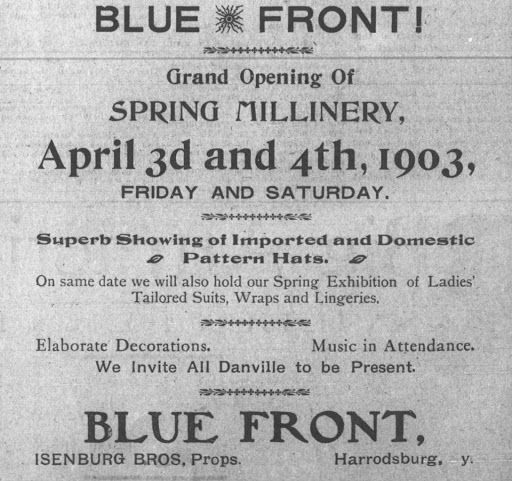 BLUE FRONT!
Grand Opening Of
SPRING MILLINERY,
April 3d and 4th, 1903,
FRIDAY AND SATURDAY.
Superb Showing of Imported and Domestic
Pattern Hats.
On same date we will also hold our Spring Exhibition of Ladies'
Tailored Suits, Wraps and Lingeries.
Elaborate Decorations. Music in Attendance.
We Invite All Danville to be Present.
BLUE FRONT,
ISENBURG BROS, Props. Harrodsburg, y.